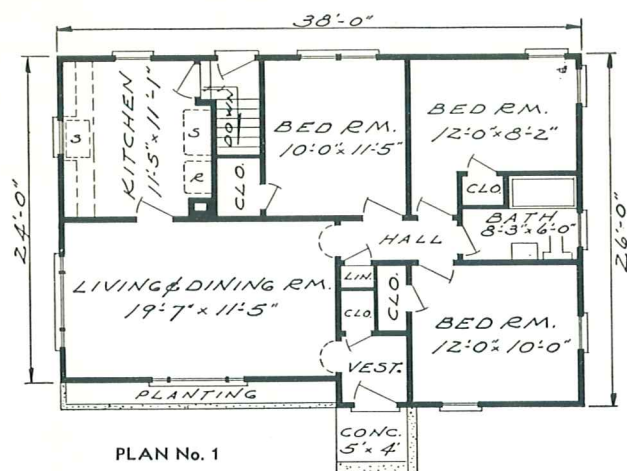 38'-0"
24'-0"
26'-0"
KITCHEN
11'-5" x 11'-1"
S
S
R
DOWN
CLO.
BED RM.
10'-0" x 11'-5"
BED RM.
12'-0" x 8'-2"
CLO.
BATH
8'-3" x 6'-0"
HALL
LIVING & DINING RM.
19'-7" x 11'-5"
LIN.
CLO.
CLO.
BED RM.
12'-0" x 10'-0"
VEST.
PLANTING
CONC.
5' x 4'
PLAN No. 1